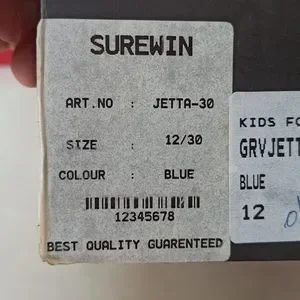 SUREWIN
ART.NO : JETTA-30
SIZE : 12/30
COLOUR : BLUE
12345678
BEST QUALITY GUARENTEED
KIDS FO
GRVJETT
BLUE
12